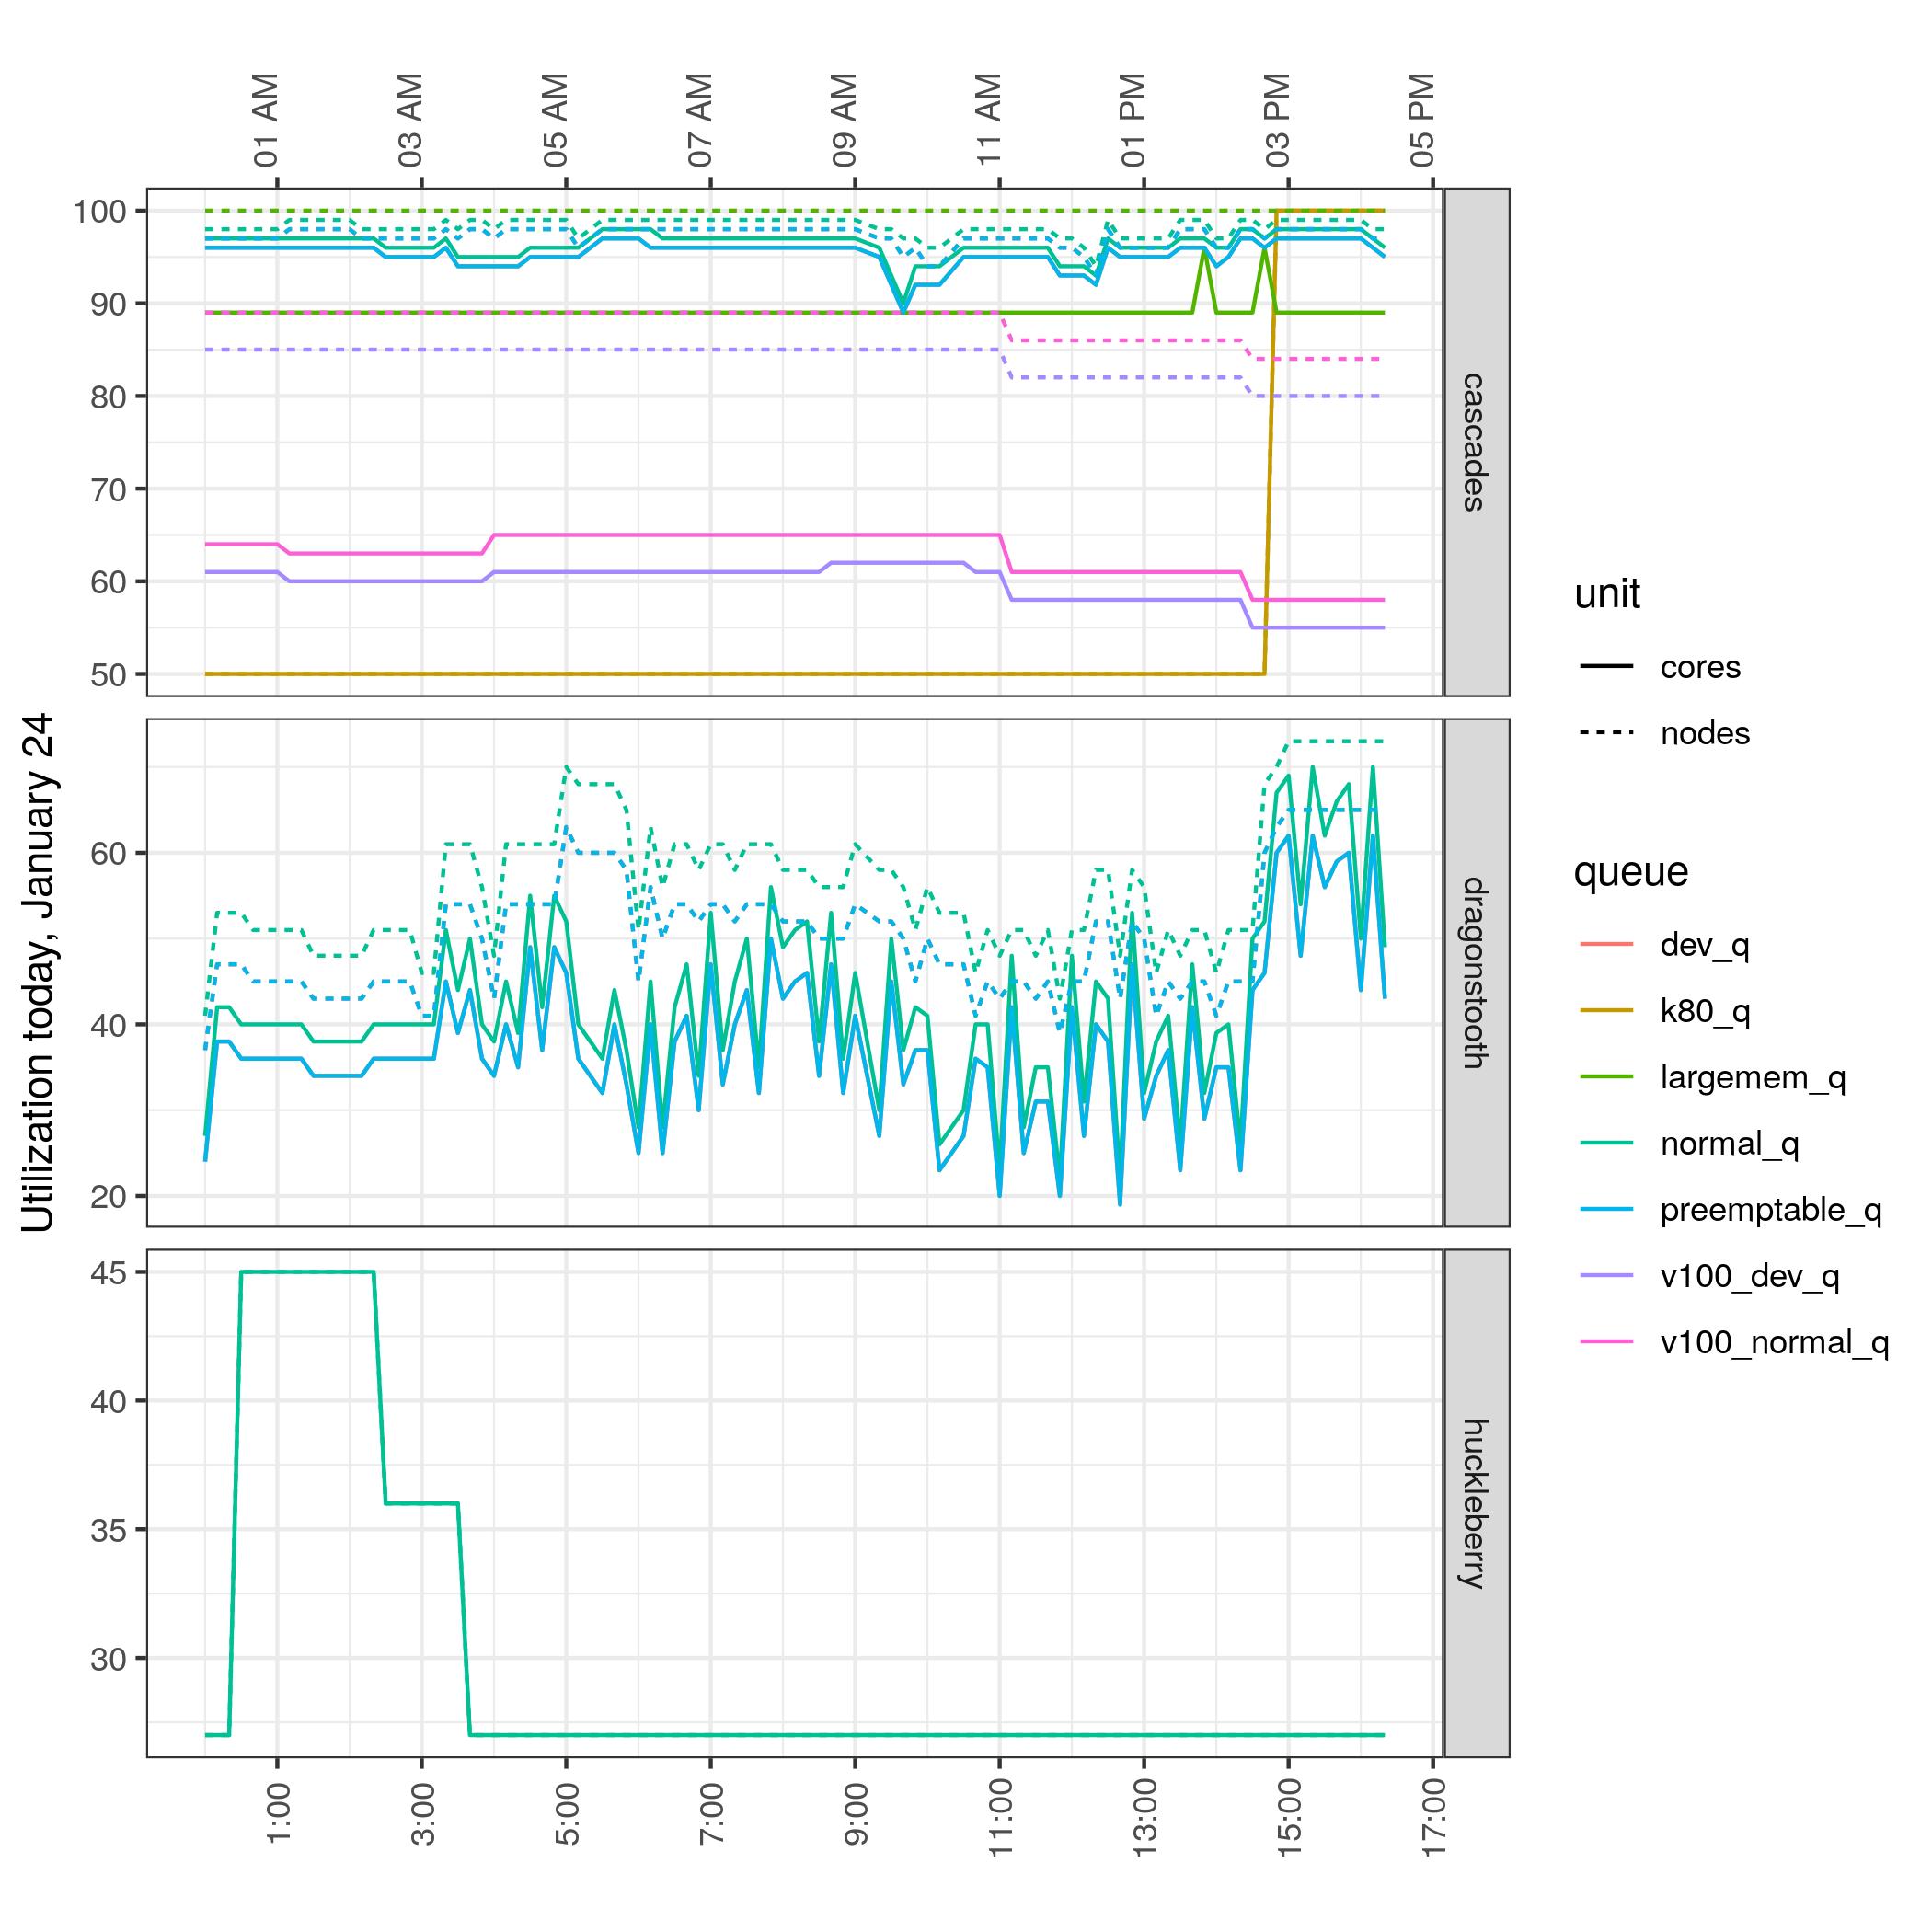 01 AM
03 AM
05 AM
07 AM
09 AM
11 AM
01 PM
03 PM
05 PM
Utilization today, January 24
100
90
80
70
60
50
cascades
60
40
20
dragonstooth
45
40
35
30
huckleberry
1:00
3:00
5:00
7:00
9:00
11:00
13:00
15:00
17:00
unit
cores
nodes
queue
dev_q
k80_q
largemem_q
normal_q
preemptable_q
v100_dev_q
v100_normal_q